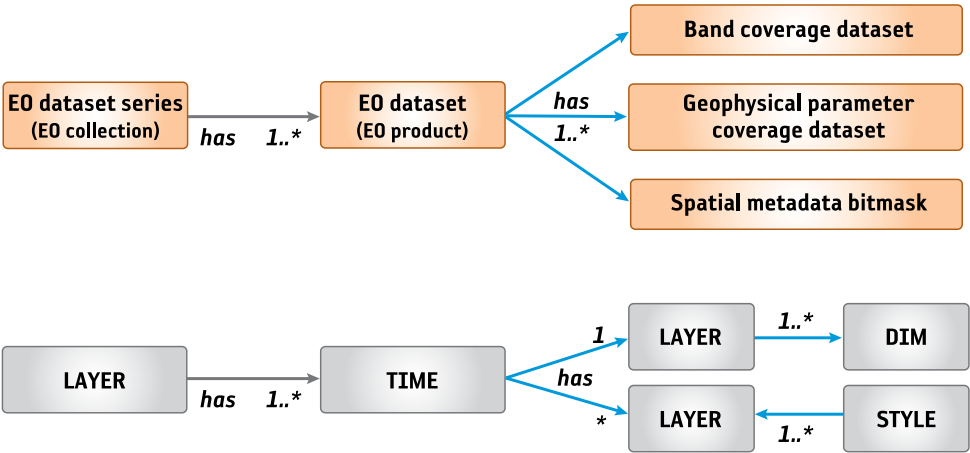 Band coverage dataset
EO dataset series
(EO collection)
has 1..*
EO dataset
(EO product)
has
1..*
Geophysical parameter
coverage dataset
Spatial metadata bitmask
LAYER
has 1..*
TIME
1
has
*
LAYER
1..*
DIM
LAYER
1..*
STYLE